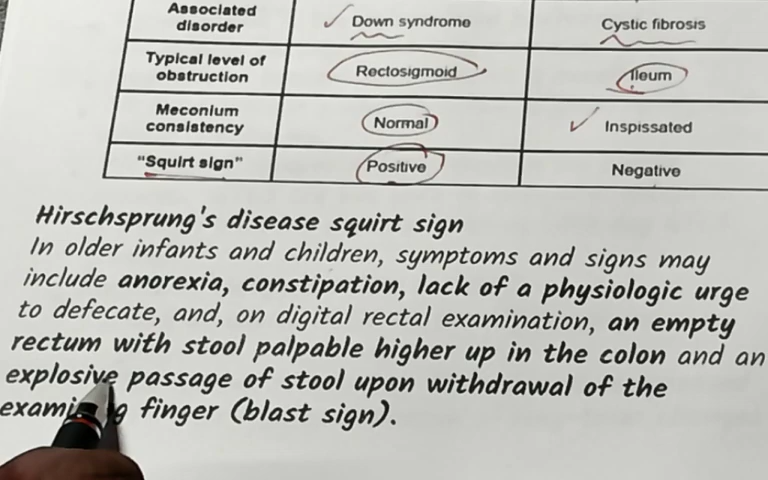 Associated disorder Down syndrome Cystic fibrosis
Typical level of obstruction Rectosigmoid Ileum
Meconium consistency Normal Inspissated
"Squirt sign" Positive Negative
Hirschsprung's disease squirt sign
In older infants and children, symptoms and signs may
include anorexia, constipation, lack of a physiologic urge
to defecate, and, on digital rectal examination, an empty
rectum with stool palpable higher up in the colon and an
explosive passage of stool upon withdrawal of the
examining finger (blast sign).